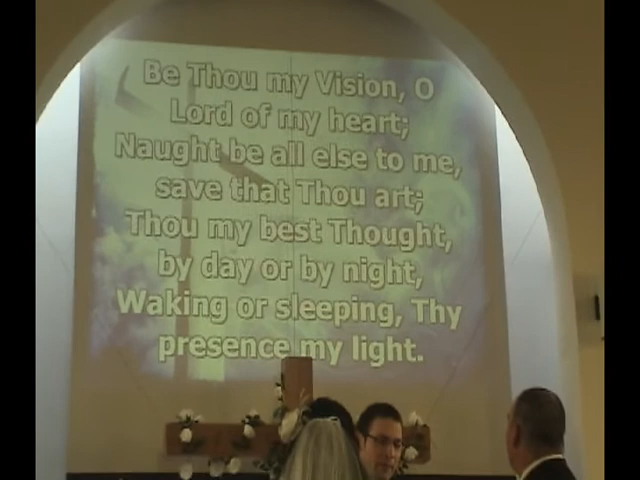 Be Thou my Vision, O
Lord of my heart;
Naught be all else to me,
save that Thou art;
Thou my best Thought,
by day or by night,
Waking or sleeping, Thy
presence my light.